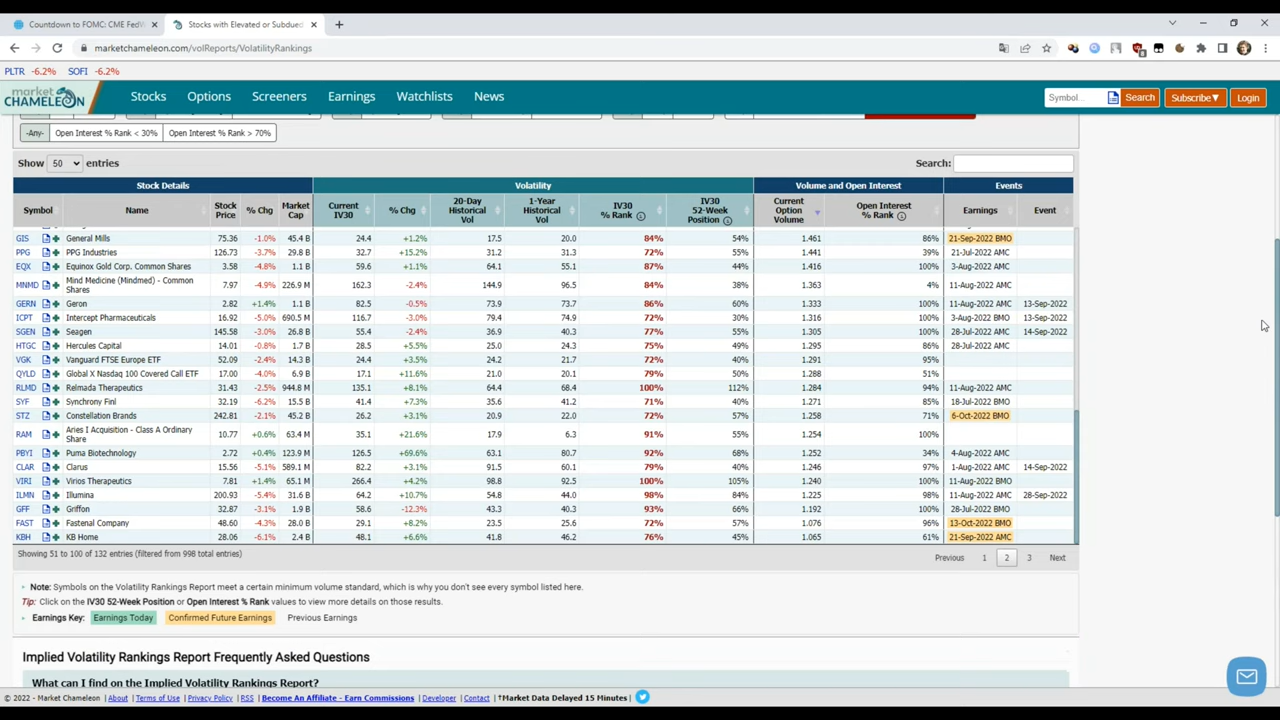 Countdown to FOMC: CME FedW
Stocks with Elevated or Subdued
marketchameleon.com/volReports/VolatilityRankings
PLTR -6.2% SOFI -6.2%
market CHAMELEON Stocks Options Screeners Earnings Watchlists News Symbol... Search Subscribe▼ Login
-Any- Open Interest % Rank < 30% Open Interest % Rank > 70%
Show 50 entries Search:
Stock Details Volatility Volume and Open Interest Events
Symbol Name Stock Price % Chg Market Cap Current IV30 % Chg 20-Day Historical Vol 1-Year Historical Vol IV30 % Rank IV30 52-Week Position Current Option Volume Open Interest % Rank Earnings Event
GIS General Mills 75.36 -1.0% 45.4 B 24.4 +1.2% 17.5 20.0 84% 54% 1,461 86% 21-Sep-2022 BMO
PPG PPG Industries 126.73 -3.7% 29.8 B 32.7 +15.2% 31.2 31.3 72% 55% 1,441 39% 21-Jul-2022 AMC
EQX Equinox Gold Corp. Common Shares 3.58 -4.8% 1.1 B 59.6 +1.1% 58.1 55.1 87% 44% 1,416 100% 3-Aug-2022 AMC
MNMD Mind Medicine (Mindmed) - Common Shares 7.97 -4.9% 226.9 M 162.3 -2.4% 144.9 96.5 84% 38% 1,363 4% 11-Aug-2022 AMC
GERN Geron 2.82 +1.4% 1.1 B 82.5 -0.5% 73.9 73.7 86% 60% 1,333 100% 11-Aug-2022 AMC 13-Sep-2022
ICPT Intercept Pharmaceuticals 16.92 -5.0% 690.5 M 116.7 -3.0% 79.4 74.9 72% 30% 1,316 100% 3-Aug-2022 BMO 13-Sep-2022
SGEN Seagen 145.58 -3.0% 26.8 B 55.4 -2.4% 36.9 40.3 77% 55% 1,305 100% 28-Jul-2022 AMC 14-Sep-2022
HTGC Hercules Capital 14.01 -0.8% 1.7 B 28.5 +5.5% 25.0 24.3 75% 49% 1,295 86% 28-Jul-2022 AMC
VGK Vanguard FTSE Europe ETF 52.09 -2.4% 14.3 B 24.4 +3.5% 24.2 21.7 72% 40% 1,291 95%
QYLD Global X Nasdaq 100 Covered Call ETF 17.00 -4.0% 6.9 B 17.1 +11.6% 21.0 20.1 79% 50% 1,288 51%
RLMD Relmada Therapeutics 31.43 -2.5% 944.8 M 135.1 +8.1% 64.4 68.4 100% 112% 1,284 94% 11-Aug-2022 AMC
SYF Synchrony Finl 32.19 -6.2% 15.5 B 41.4 +7.3% 35.6 41.2 71% 40% 1,271 85% 18-Jul-2022 BMO
STZ Constellation Brands 242.81 -2.1% 45.2 B 26.2 +3.1% 20.9 22.0 72% 57% 1,258 71% 6-Oct-2022 BMO
RAM Aries I Acquisition - Class A Ordinary Share 10.77 +0.6% 63.4 M 35.1 +21.6% 17.9 6.3 91% 55% 1,254 100%
PBYI Puma Biotechnology 2.72 +0.4% 123.9 M 126.5 +69.6% 63.1 80.7 92% 68% 1,252 34% 4-Aug-2022 AMC
CLAR Clarus 15.56 -5.1% 589.1 M 82.2 +3.1% 91.5 60.1 79% 40% 1,246 97% 1-Aug-2022 AMC 14-Sep-2022
VIRI Virios Therapeutics 7.81 +1.4% 65.1 M 266.4 +4.2% 98.8 92.5 100% 105% 1,240 100% 11-Aug-2022 BMO
ILMN Illumina 200.93 -5.4% 31.6 B 64.2 +10.7% 54.8 44.0 98% 84% 1,225 98% 11-Aug-2022 AMC 28-Sep-2022
GFF Griffon 32.87 -3.1% 1.9 B 58.6 -12.3% 43.3 40.3 93% 66% 1,192 100% 28-Jul-2022 BMO
FAST Fastenal Company 48.60 -4.3% 28.0 B 29.1 +8.2% 23.5 25.6 72% 57% 1,076 96% 13-Oct-2022 BMO
KBH KB Home 28.06 -6.1% 2.4 B 48.1 +6.6% 41.8 46.2 76% 45% 1,065 61% 21-Sep-2022 AMC
Showing 51 to 100 of 132 entries (filtered from 998 total entries) Previous 1 2 3 Next
Note: Symbols on the Volatility Rankings Report meet a certain minimum volume standard, which is why you don't see every symbol listed here.
Tip: Click on the IV30 52-Week Position or Open Interest % Rank values to view more details on those results.
Earnings Key: Earnings Today Confirmed Future Earnings Previous Earnings
Implied Volatility Rankings Report Frequently Asked Questions
What can I find on the Implied Volatility Rankings Report?
© 2022 - Market Chameleon | About | Terms of Use | Privacy Policy | RSS | Become An Affiliate - Earn Commissions | Developer | Contact | †Market Data Delayed 15 Minutes |